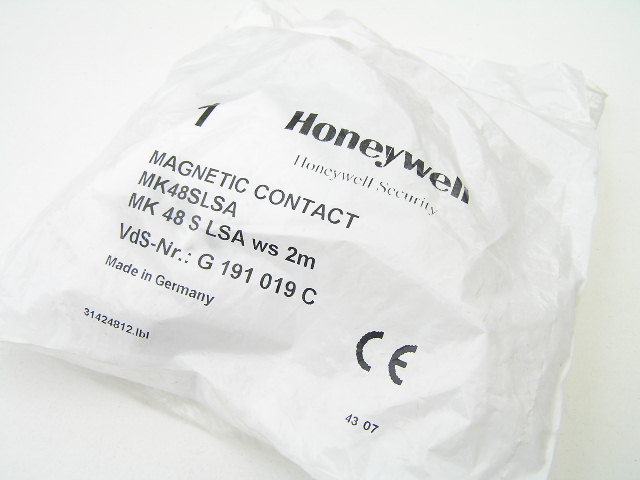 1 Honeywell
Honeywell Security
MAGNETIC CONTACT
MK48SLSA
MK 48 S LSA ws 2m
VdS-Nr.: G 191 019 C
Made in Germany
31424812.lbl
CE
43 07